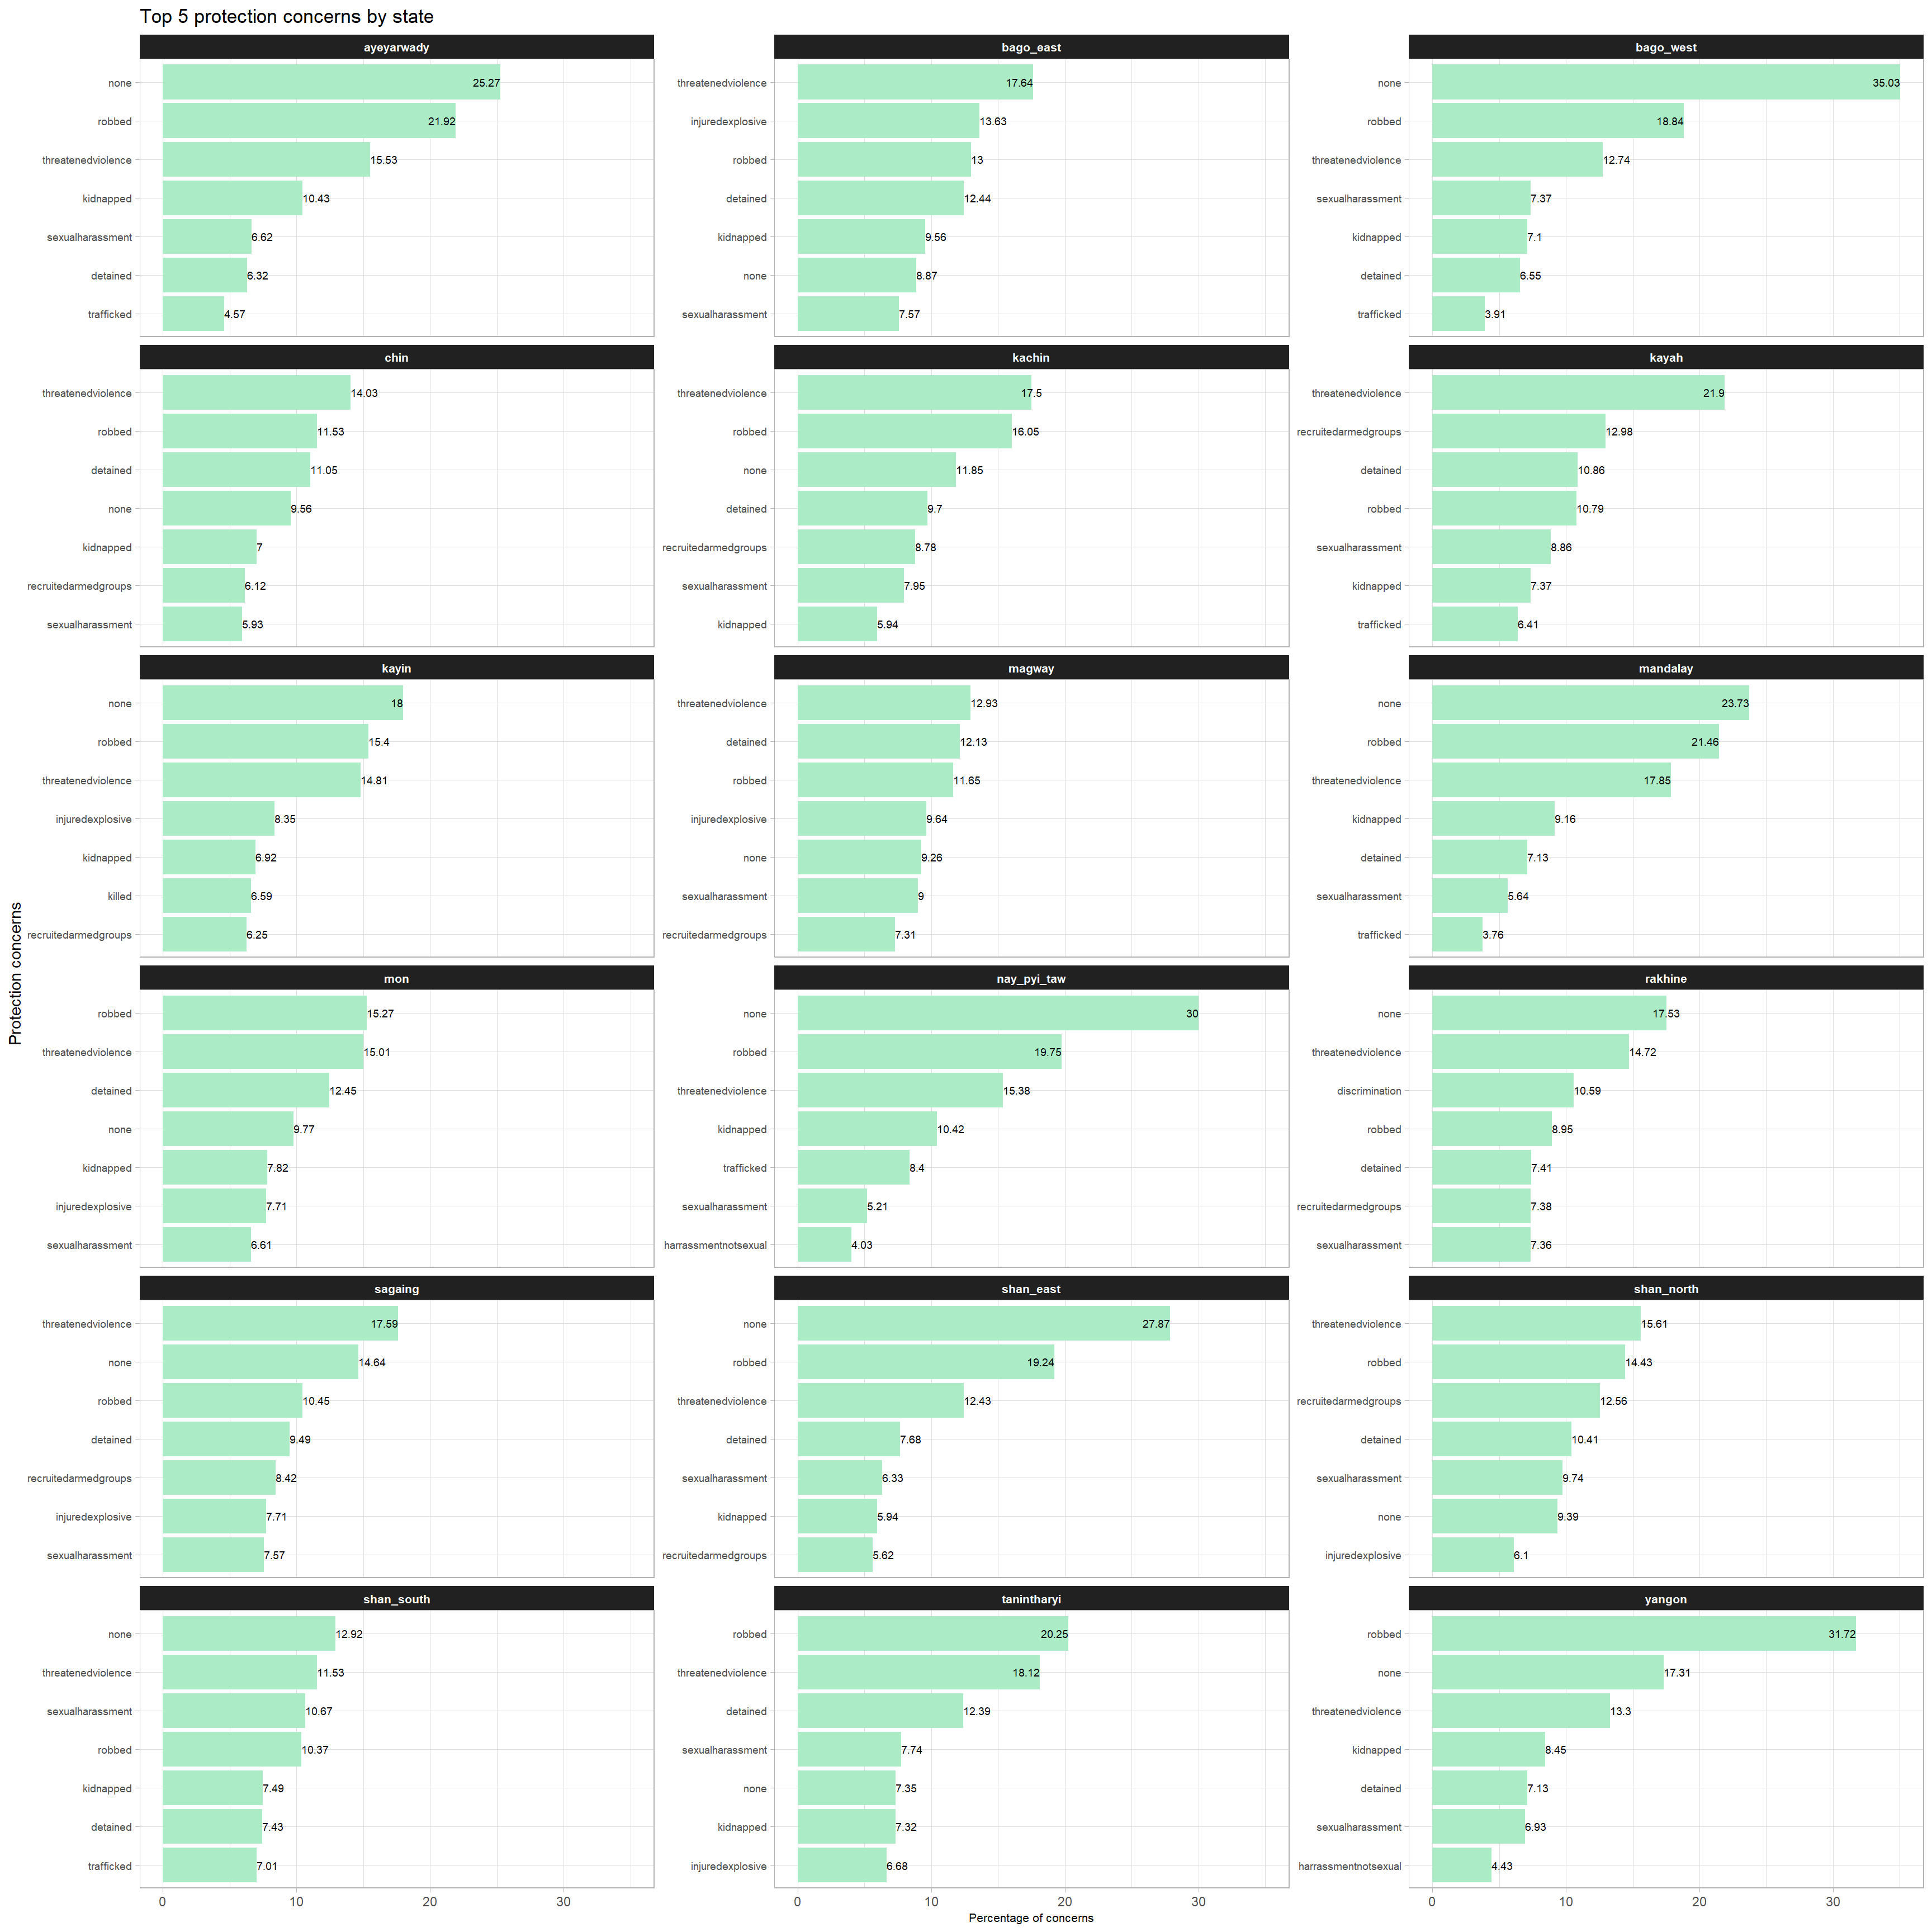 Top 5 protection concerns by state
ayeyarwady
none 25.27
robbed 21.92
threatenedviolence 15.53
kidnapped 10.43
sexualharassment 6.62
detained 6.32
trafficked 4.57
bago_east
threatenedviolence 17.64
injuredexplosive 13.63
robbed 13
detained 12.44
kidnapped 9.56
none 8.87
sexualharassment 7.57
bago_west
none 35.03
robbed 18.84
threatenedviolence 12.74
sexualharassment 7.37
kidnapped 7.1
detained 6.55
trafficked 3.91
chin
threatenedviolence 14.03
robbed 11.53
detained 11.05
none 9.56
kidnapped 7
recruitedarmedgroups 6.12
sexualharassment 5.93
kachin
threatenedviolence 17.5
robbed 16.05
none 11.85
detained 9.7
recruitedarmedgroups 8.78
sexualharassment 7.95
kidnapped 5.94
kayah
threatenedviolence 21.9
recruitedarmedgroups 12.98
detained 10.86
robbed 10.79
sexualharassment 8.86
kidnapped 7.37
trafficked 6.41
kayin
none 18
robbed 15.4
threatenedviolence 14.81
injuredexplosive 8.35
kidnapped 6.92
killed 6.59
recruitedarmedgroups 6.25
magway
threatenedviolence 12.93
detained 12.13
robbed 11.65
injuredexplosive 9.64
none 9.26
sexualharassment 9
recruitedarmedgroups 7.31
mandalay
none 23.73
robbed 21.46
threatenedviolence 17.85
kidnapped 9.16
detained 7.13
sexualharassment 5.64
trafficked 3.76
mon
robbed 15.27
threatenedviolence 15.01
detained 12.45
none 9.77
kidnapped 7.82
injuredexplosive 7.71
sexualharassment 6.61
nay_pyi_taw
none 30
robbed 19.75
threatenedviolence 15.38
kidnapped 10.42
trafficked 8.4
sexualharassment 5.21
harrassmentnotsexual 4.03
rakhine
none 17.53
threatenedviolence 14.72
discrimination 10.59
robbed 8.95
detained 7.41
recruitedarmedgroups 7.38
sexualharassment 7.36
sagaing
threatenedviolence 17.59
none 14.64
robbed 10.45
detained 9.49
recruitedarmedgroups 8.42
injuredexplosive 7.71
sexualharassment 7.57
shan_east
none 27.87
robbed 19.24
threatenedviolence 12.43
detained 7.68
sexualharassment 6.33
kidnapped 5.94
recruitedarmedgroups 5.62
shan_north
threatenedviolence 15.61
robbed 14.43
recruitedarmedgroups 12.56
detained 10.41
sexualharassment 9.74
none 9.39
injuredexplosive 6.1
shan_south
none 12.92
threatenedviolence 11.53
sexualharassment 10.67
robbed 10.37
kidnapped 7.49
detained 7.43
trafficked 7.01
tanintharyi
robbed 20.25
threatenedviolence 18.12
detained 12.39
sexualharassment 7.74
none 7.35
kidnapped 7.32
injuredexplosive 6.68
yangon
robbed 31.72
none 17.31
threatenedviolence 13.3
kidnapped 8.45
detained 7.13
sexualharassment 6.93
harrassmentnotsexual 4.43
0 10 20 30
0 10 20 30
0 10 20 30
Percentage of concerns
Protection concerns